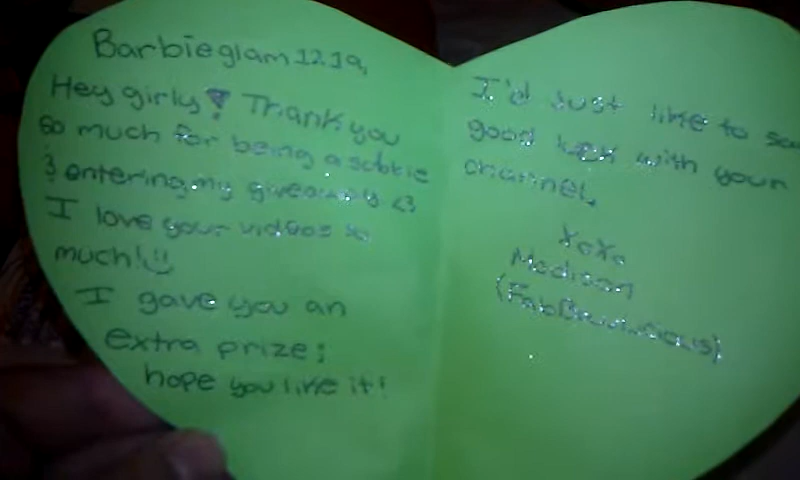 Barbieglam1219,
Hey girly! Thank you
so much for being a subbie
& entering my giveaway <3
I love your videos so
much! :)
I gave you an
extra prize;
hope you like it!
I'd just like to say
good luck with your
channel.
XoXo
Madison